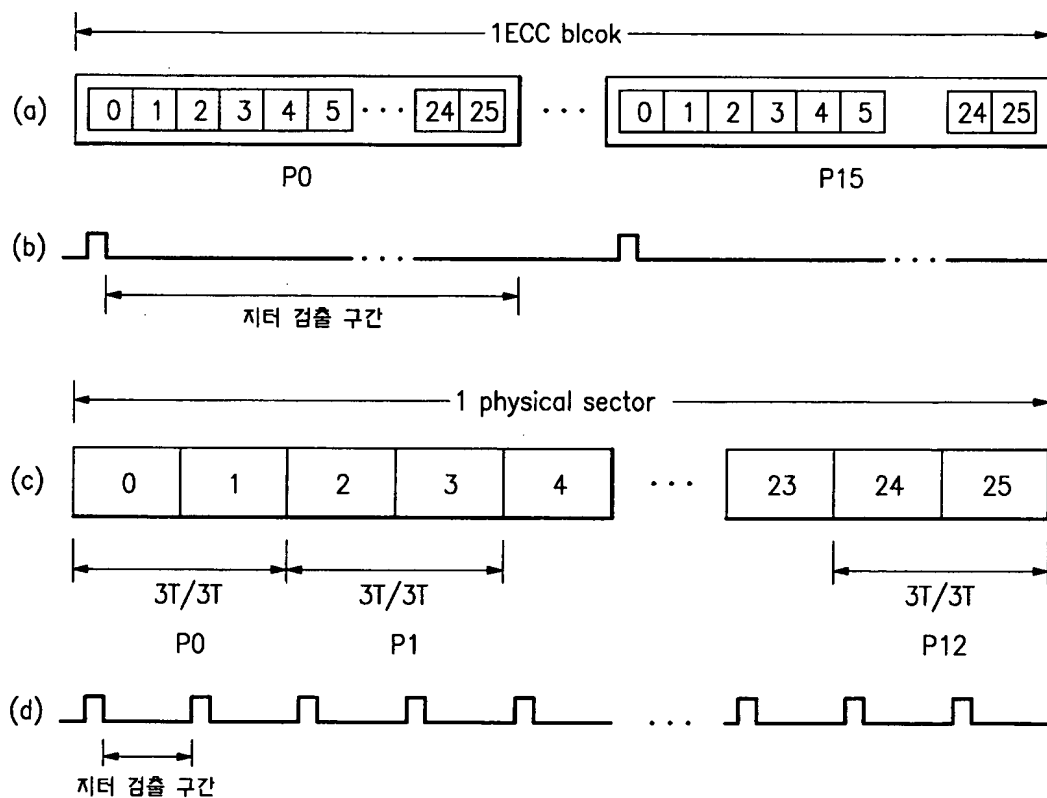 1ECC blcok
(a) 0 1 2 3 4 5 ··· 24 25 ··· 0 1 2 3 4 5 24 25
P0 P15
(b) ··· ···
지터 검출 구간
1 physical sector
(c) 0 1 2 3 4 ··· 23 24 25
3T/3T 3T/3T 3T/3T
P0 P1 P12
(d) ···
지터 검출 구간